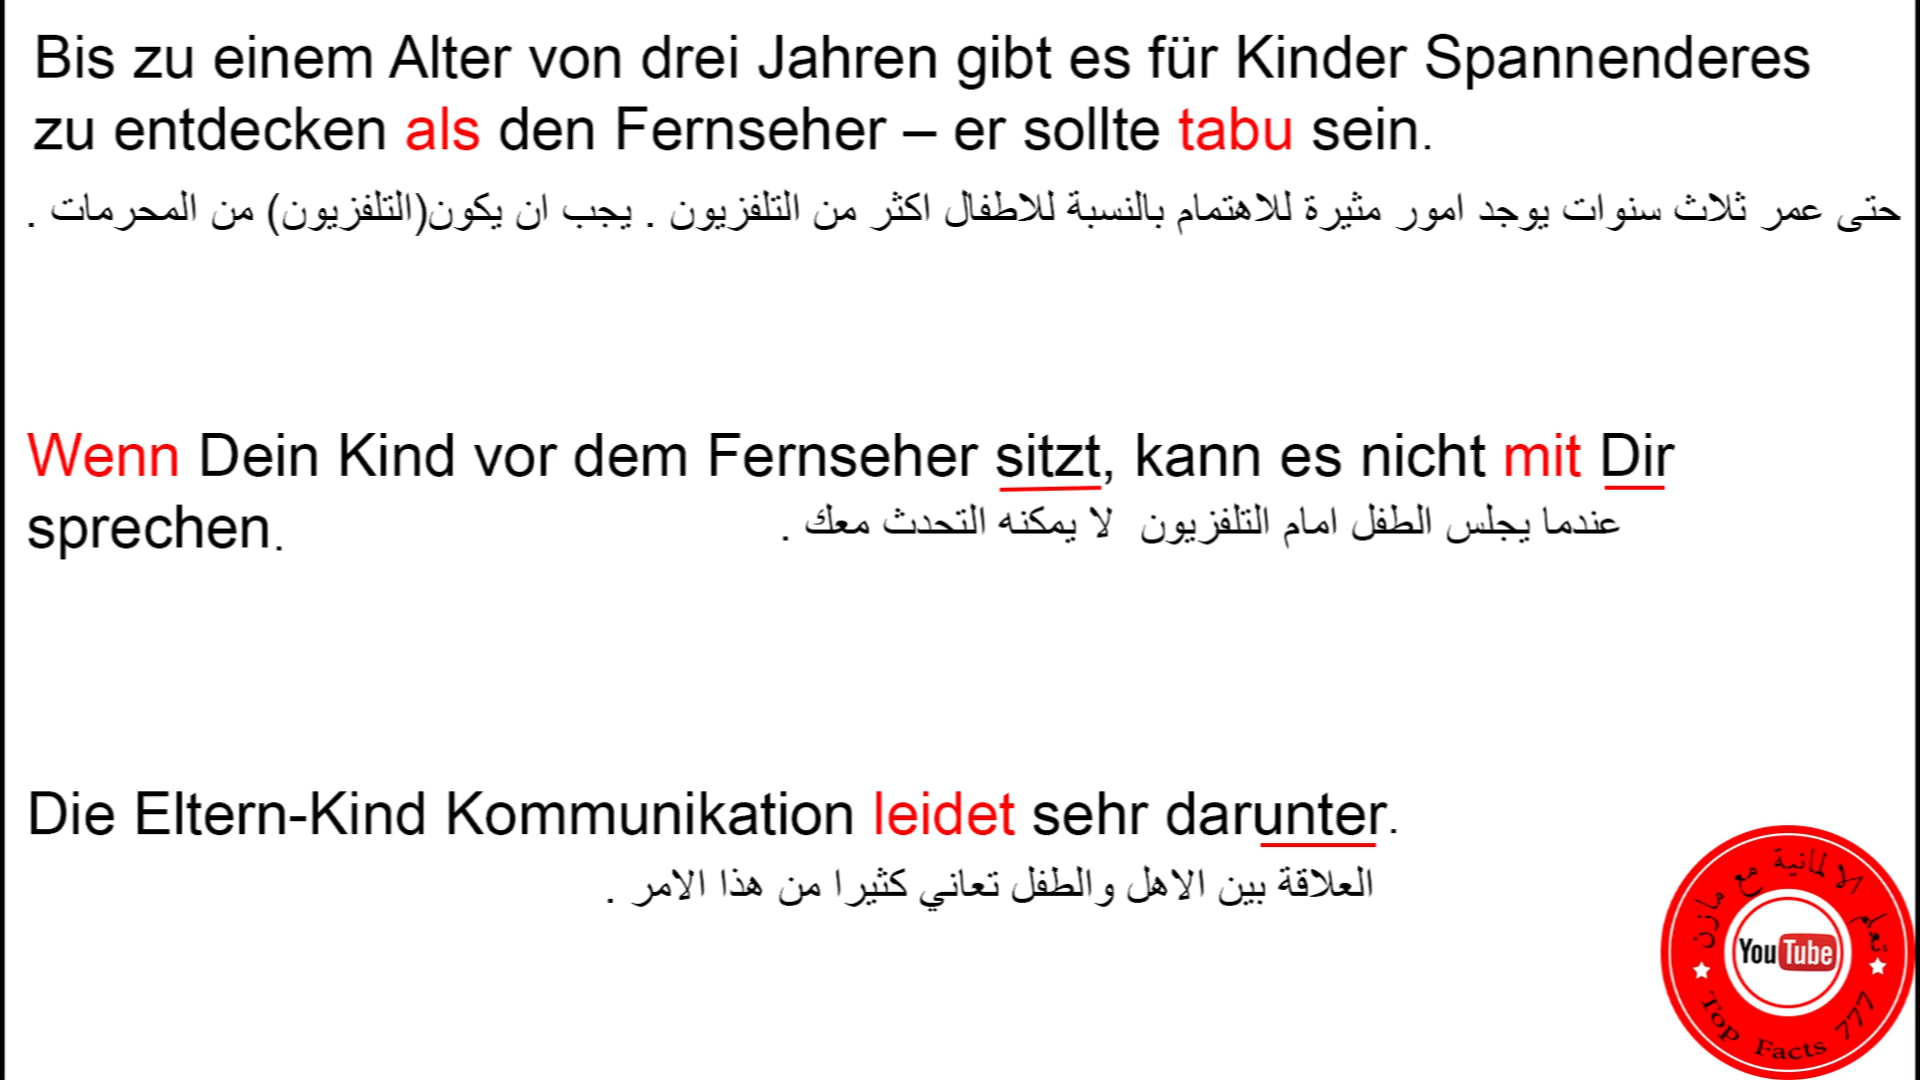 Bis zu einem Alter von drei Jahren gibt es für Kinder Spannenderes
zu entdecken als den Fernseher – er sollte tabu sein.
حتى عمر ثلاث سنوات يوجد امور مثيرة للاهتمام بالنسبة للاطفال اكثر من التلفزيون . يجب ان يكون(التلفزيون) من المحرمات .
Wenn Dein Kind vor dem Fernseher sitzt, kann es nicht mit Dir
sprechen.
عندما يجلس الطفل امام التلفزيون لا يمكنه التحدث معك .
Die Eltern-Kind Kommunikation leidet sehr darunter.
العلاقة بين الاهل والطفل تعاني كثيرا من هذا الامر .
تعلم الالمانية مع مازن
YouTube
Top Facts 777